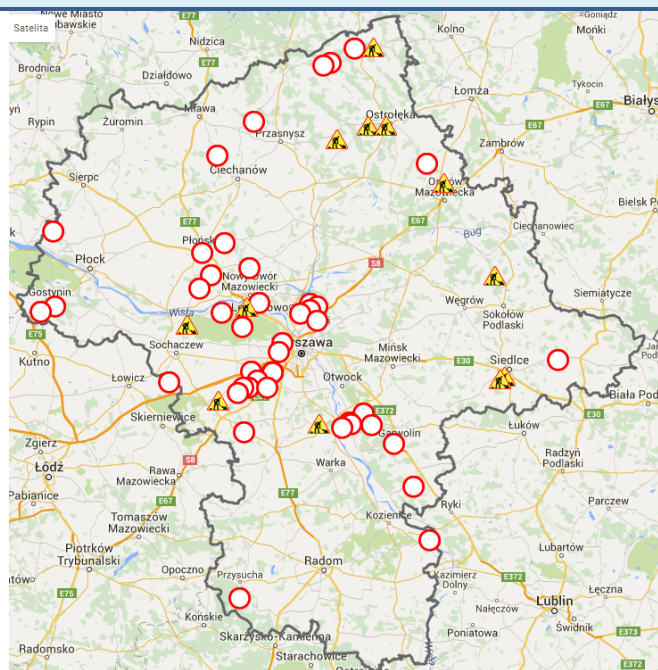 Nowe Miasto
Lubawskie
Goniądz
Satelita
Kolno
Mońki
E77
Nidzica
Brodnica
Działdowo
Łomża
Tykocin
Białys
Rypin
Żuromin
Mława
Ostrołęka
E67
Przasnysz
Zambrów
Sierpc
Ciechanów
Ostrów
Mazowiecka
Bielsk P
E77
E67
Ciechanowiec
Płońsk
Bug
Płock
S8
Nowy Dwór
Mazowiecki
Węgrów
Siemiatycze
Gostynin
Wisła
Sokołów
Podlaski
E75
Sochaczew
Mińsk
Mazowiecki
E30
Siedlce
Kutno
Łowicz
Otwock
Biała Pod
Skierniewice
E372
E30
Garwolin
Łuków
Zgierz
S8
Warka
Radzyń
Podlaski
Łódź
Rawa
Mazowiecka
E77
Pabianice
E67
Ryki
Parczew
Tomaszów
Mazowiecki
Kozienice
Piotrków
Trybunalski
Lubartów
Opoczno
Radom
E372
E75
Przysucha
Kazimierz
Dolny
Łęczna
Końskie
Nałęczów
Lublin
Świdnik
Radomsko
Skarżysko-Kamienna
Poniatowa
E373
Starachowice
E372